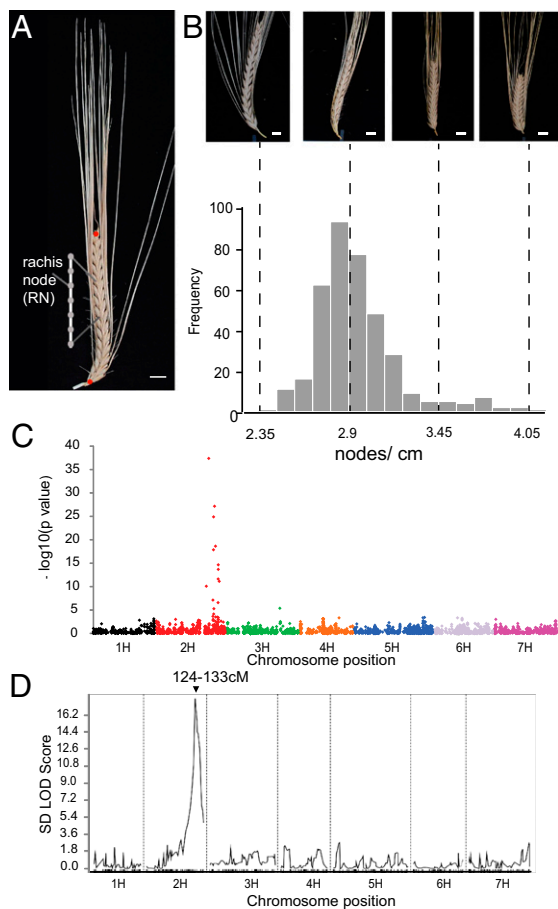 A
rachis
node
(RN)
B
Frequency
100
80
60
40
20
0
2.35
2.9
3.45
4.05
nodes/ cm
C
- log10(p value)
40
35
30
25
20
15
10
5
0
1H
2H
3H
4H
5H
6H
7H
Chromosome position
D
124-133cM
SD LOD Score
16.2
14.4
12.6
10.8
9.0
7.2
5.4
3.6
1.8
0.0
1H
2H
3H
4H
5H
6H
7H
Chromosome position